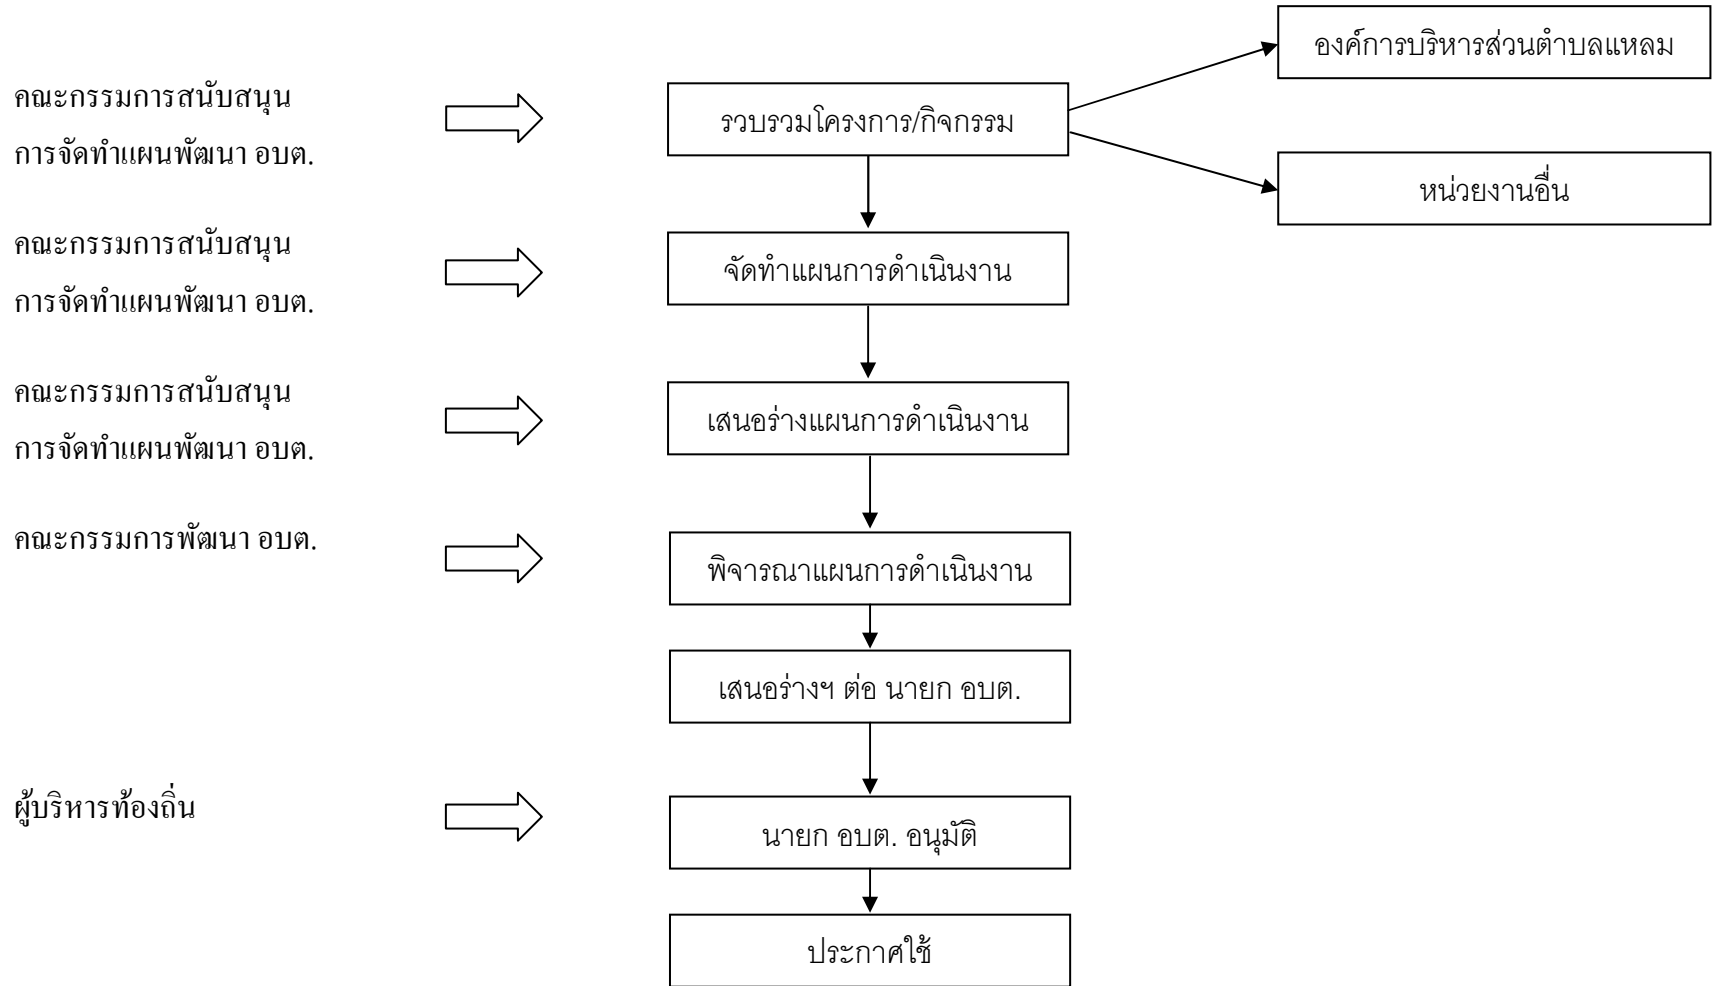 องค์การบริหารส่วนตำบลแหลม
คณะกรรมการสนับสนุน
การจัดทำแผนพัฒนา อบต.
รวบรวมโครงการ/กิจกรรม
หน่วยงานอื่น
คณะกรรมการสนับสนุน
การจัดทำแผนพัฒนา อบต.
จัดทำแผนการดำเนินงาน
คณะกรรมการสนับสนุน
การจัดทำแผนพัฒนา อบต.
เสนอร่างแผนการดำเนินงาน
คณะกรรมการพัฒนา อบต.
พิจารณาแผนการดำเนินงาน
เสนอร่างฯ ต่อ นายก อบต.
ผู้บริหารท้องถิ่น
นายก อบต. อนุมัติ
ประกาศใช้